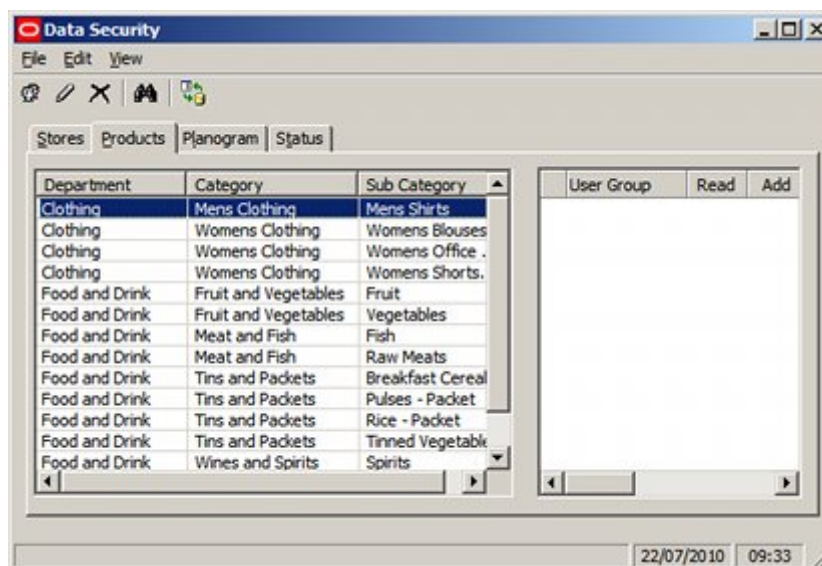 Data Security
File Edit View
Stores Products Planogram Status
Department Category Sub Category User Group Read Add
Clothing Mens Clothing Mens Shirts
Clothing Womens Clothing Womens Blouses
Clothing Womens Clothing Womens Office .
Clothing Womens Clothing Womens Shorts.
Food and Drink Fruit and Vegetables Fruit
Food and Drink Fruit and Vegetables Vegetables
Food and Drink Meat and Fish Fish
Food and Drink Meat and Fish Raw Meats
Food and Drink Tins and Packets Breakfast Cereal
Food and Drink Tins and Packets Pulses - Packet
Food and Drink Tins and Packets Rice - Packet
Food and Drink Tins and Packets Tinned Vegetable
Food and Drink Wines and Spirits Spirits
22/07/2010 09:33